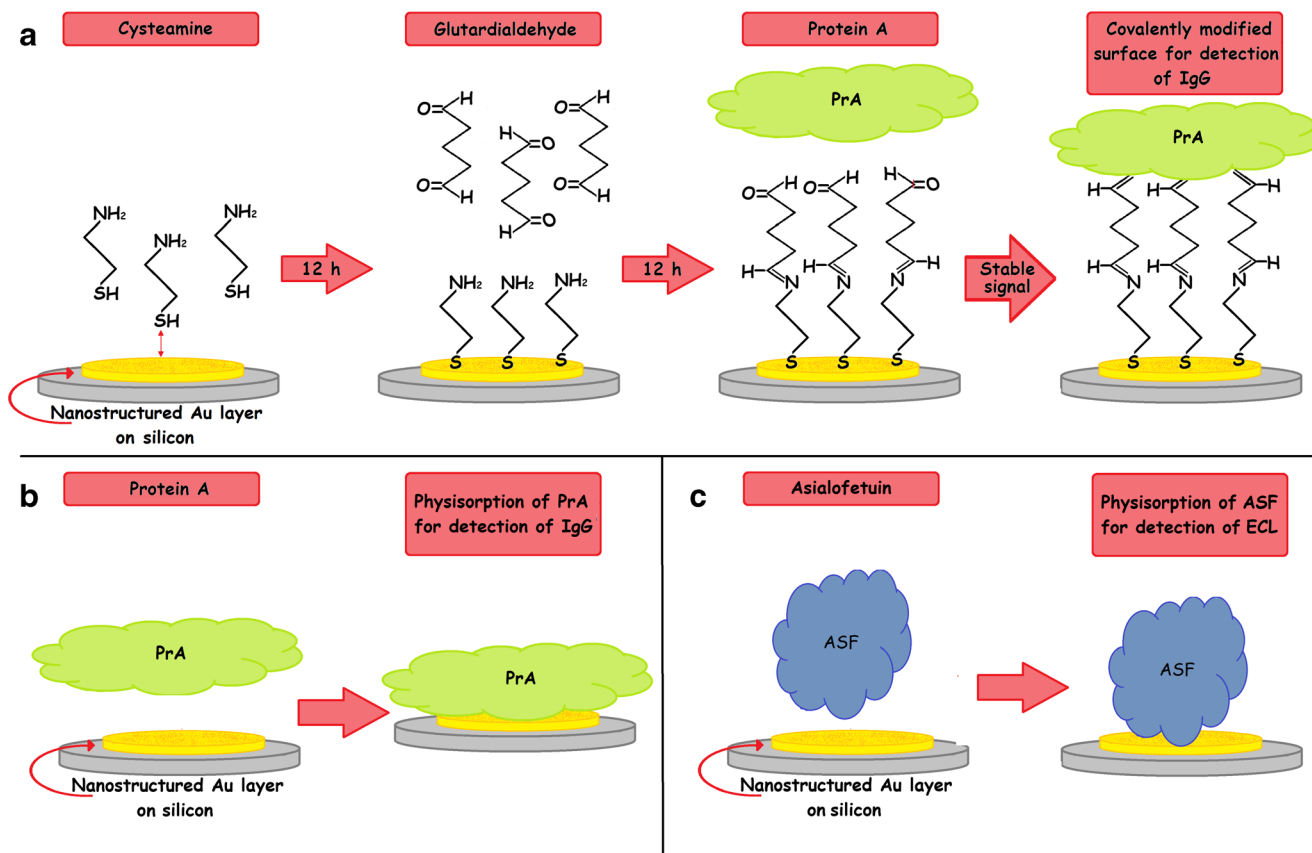 a
Cysteamine
Glutardialdehyde
Protein A
Covalently modified
surface for detection
of IgG
PrA
PrA
O H
O H
H O
O H
O H
H O
NH₂
NH₂
NH₂
SH
SH
SH
12 h
NH₂ NH₂ NH₂
S S S
12 h
O H O H H O
H N H N N H
S S S
Stable
signal
H H H
H N H N N H
S S S
Nanostructured Au layer
on silicon
b
Protein A
Physisorption of PrA
for detection of IgG
PrA
PrA
Nanostructured Au layer
on silicon
c
Asialofetuin
Physisorption of ASF
for detection of ECL
ASF
ASF
Nanostructured Au layer
on silicon